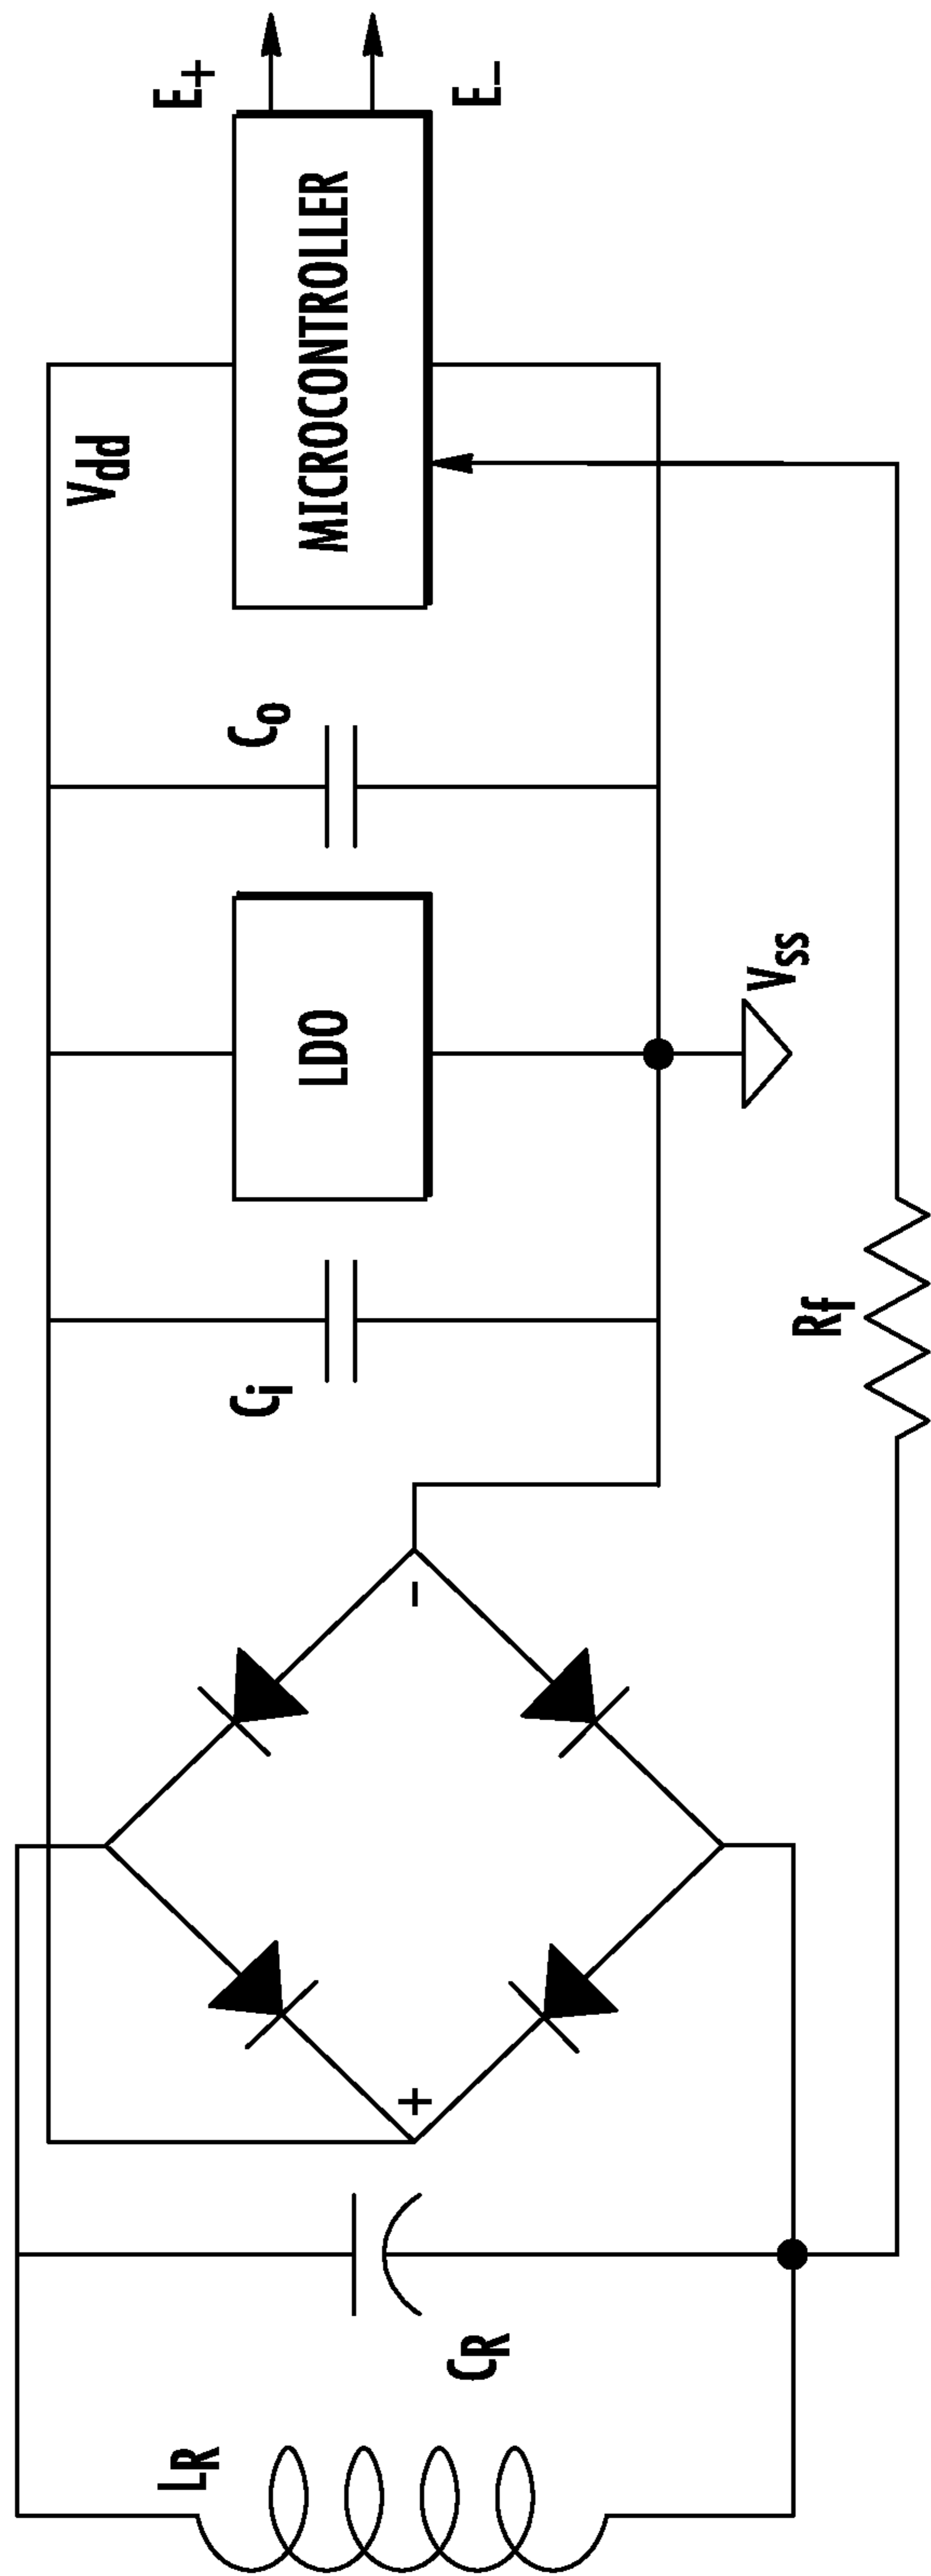 LR
CR
+
-
Ci
LDO
Vss
Co
Rf
Vdd
MICROCONTROLLER
E+
E-